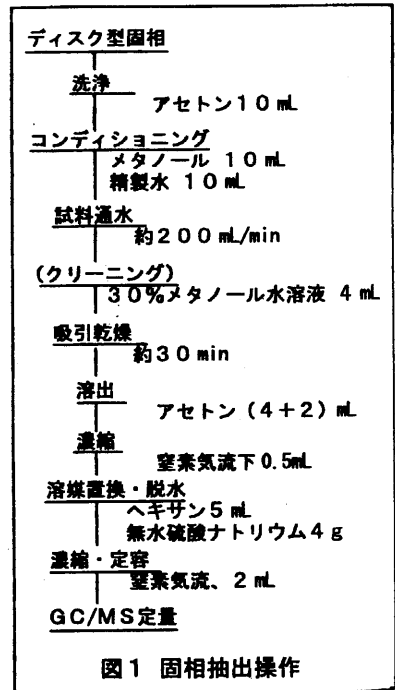 ディスク型固相
洗浄
アセトン10mL
コンディショニング
メタノール 10mL
精製水 10mL
試料通水
約200mL/min
(クリーニング)
30%メタノール水溶液 4mL
吸引乾燥
約30min
溶出
アセトン(4+2)mL
濃縮
窒素気流下0.5mL
溶媒置換・脱水
ヘキサン5mL
無水硫酸ナトリウム4g
濃縮・定容
窒素気流、2mL
GC/MS定量
図1 固相抽出操作